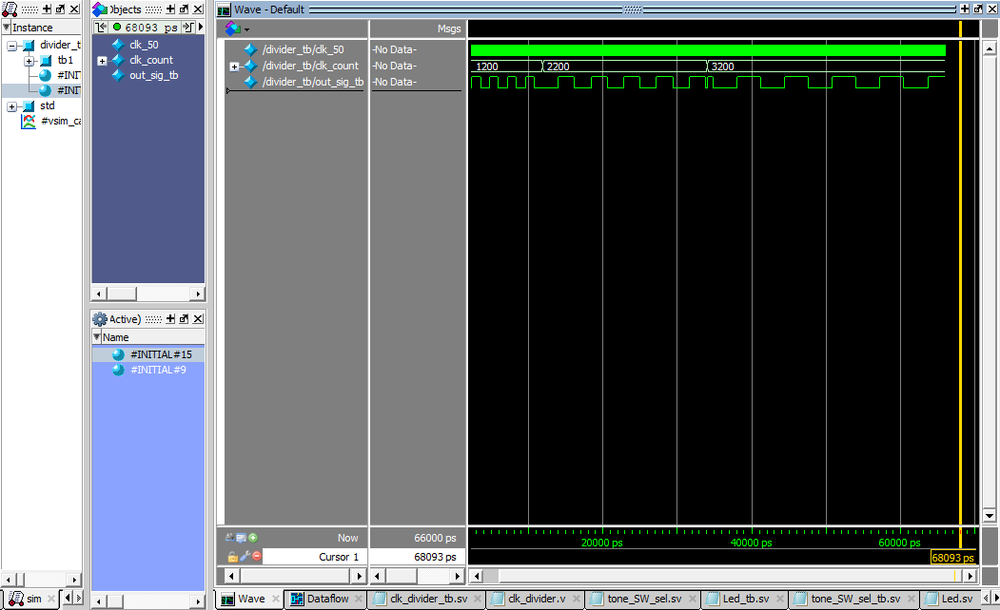 Instance
divider_t
tb1
#INIT
#INIT
std
#vsim_ca
sim
Objects
68093 ps
clk_50
clk_count
out_sig_tb
Active)
Name
#INITIAL#15
#INITIAL#9
Wave - Default
Msgs
/divider_tb/clk_50 -No Data-
/divider_tb/clk_count -No Data- 1200 2200 3200
/divider_tb/out_sig_tb -No Data-
Now 66000 ps
20000 ps 40000 ps 60000 ps
Cursor 1 68093 ps 68093 ps
Wave Dataflow clk_divider_tb.sv clk_divider.v tone_SW_sel.sv Led_tb.sv tone_SW_sel_tb.sv Led.sv